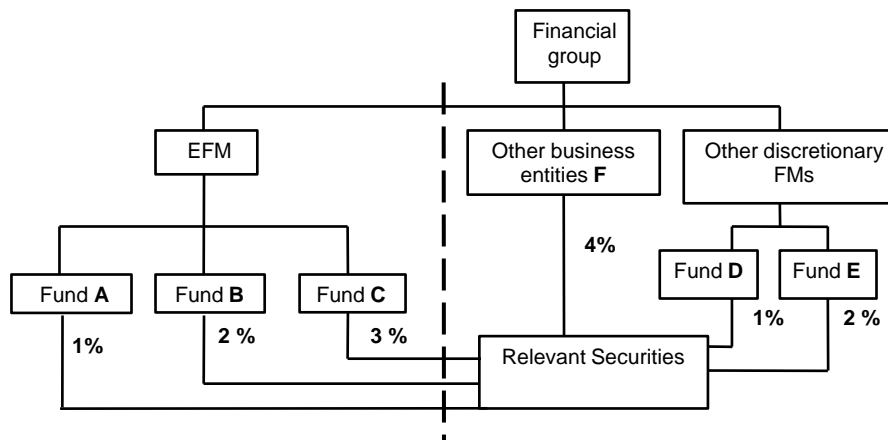 Financial
group
EFM
Other business
entities F
Other discretionary
FMs
4%
Fund A
Fund B
Fund C
Fund D
Fund E
1%
2 %
3 %
1%
2 %
Relevant Securities